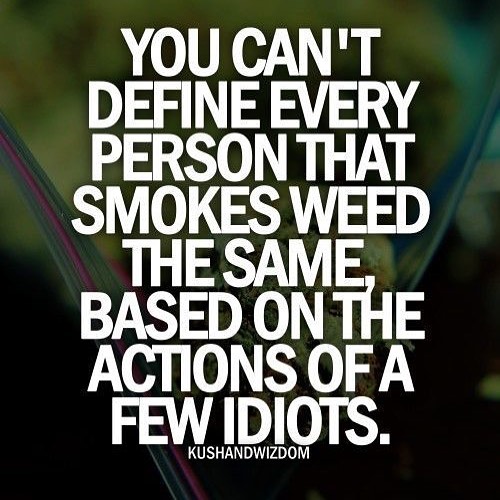 YOU CAN'T
DEFINE EVERY
PERSON THAT
SMOKES WEED
THE SAME,
BASED ON THE
ACTIONS OF A
FEW IDIOTS.
KUSHANDWIZDOM